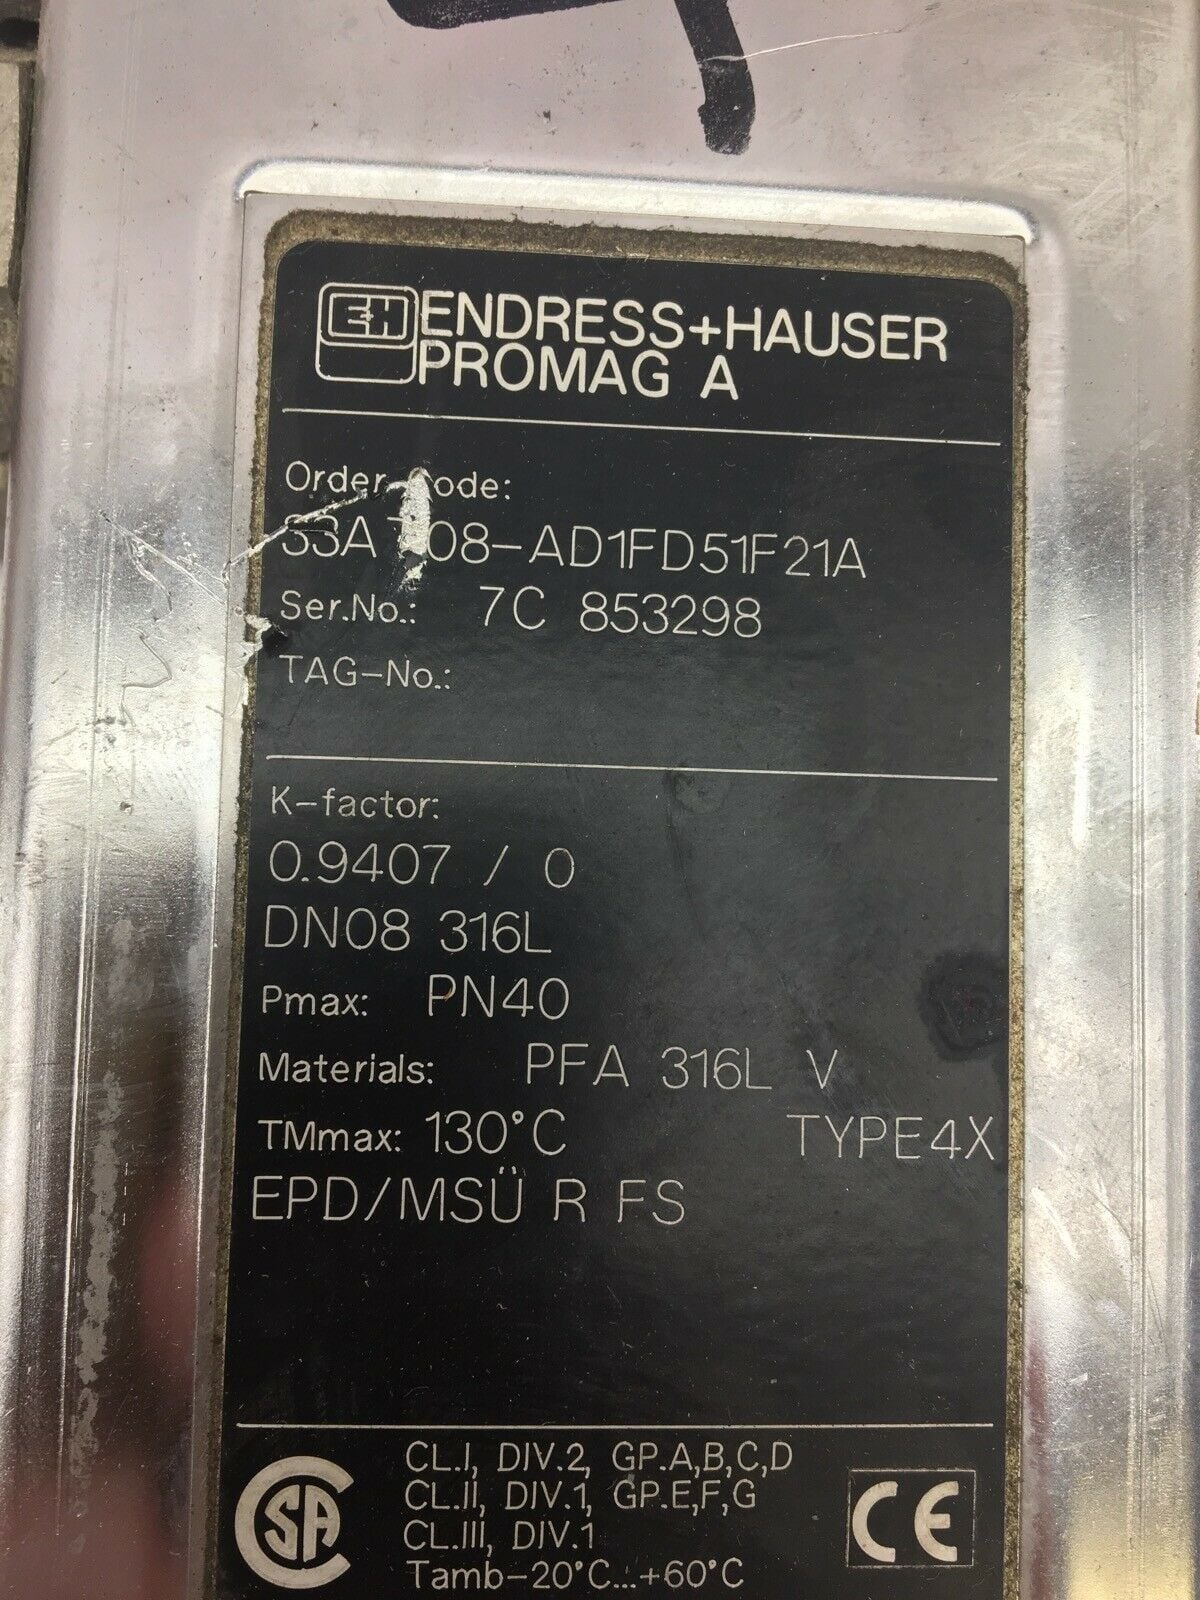 E+H ENDRESS+HAUSER
PROMAG A
Order Code:
08-AD1FD51F21A
Ser.No.: 7C 853298
TAG-No.:
K-factor:
0.9407 / 0
DN08 316L
Pmax: PN40
Materials: PFA 316L V
TMmax: 130°C TYPE4X
EPD/MSÜ R FS
CL.I, DIV.2, GP.A,B,C,D
CL.II, DIV.1, GP.E,F,G
CL.III, DIV.1
Tamb-20°C...+60°C
CSA
CE